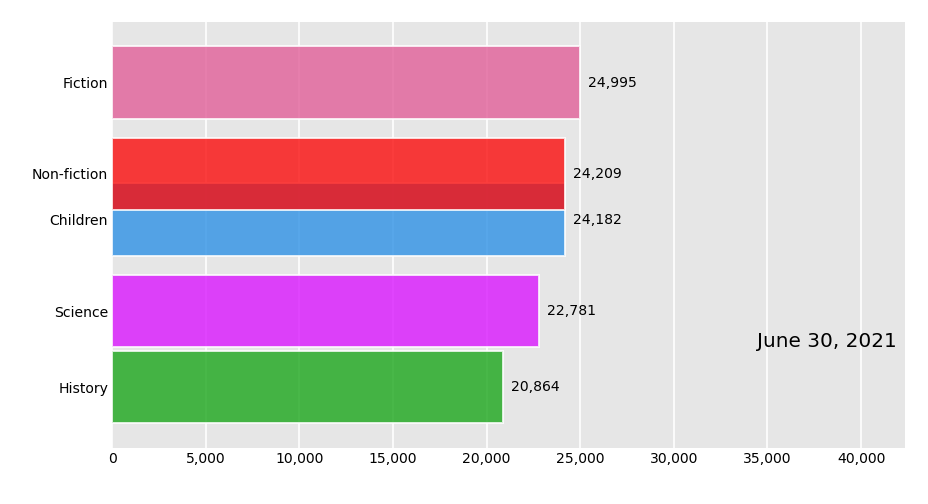 Fiction 24,995
Non-fiction 24,209
Children 24,182
Science 22,781
June 30, 2021
History 20,864
0 5,000 10,000 15,000 20,000 25,000 30,000 35,000 40,000